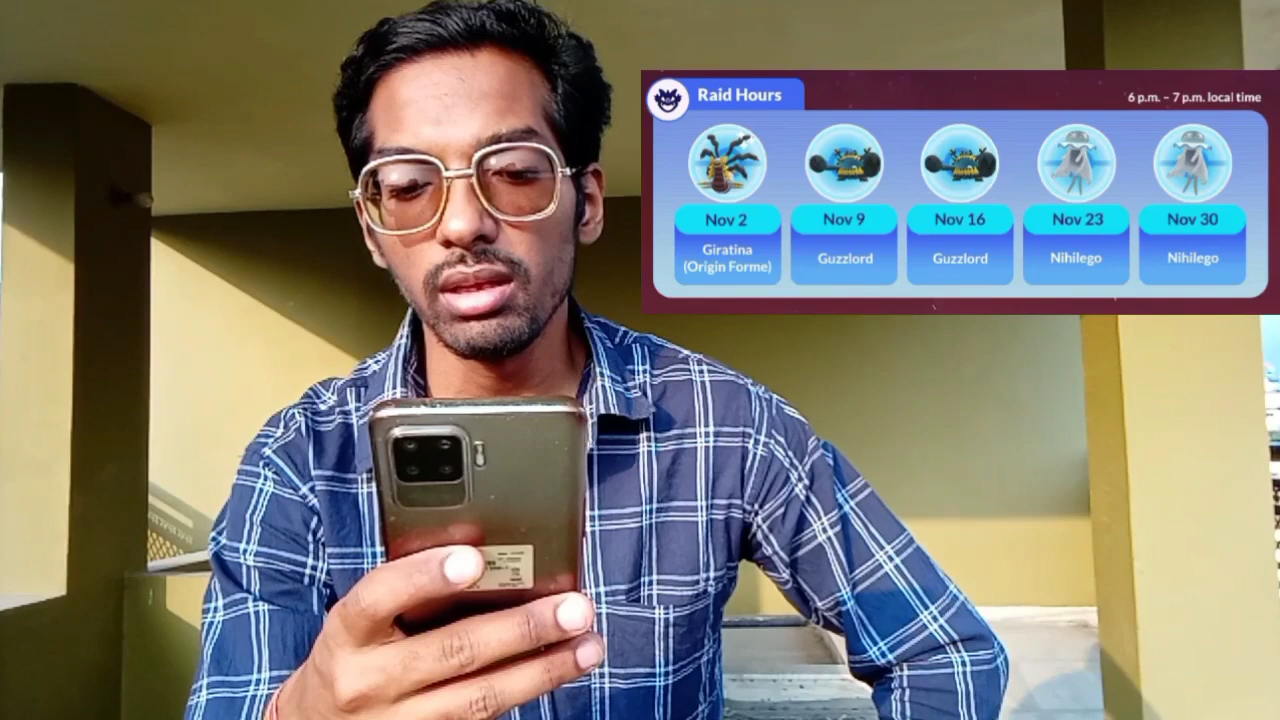 Raid Hours
6 p.m. – 7 p.m. local time
Nov 2
Nov 9
Nov 16
Nov 23
Nov 30
Giratina
(Origin Forme)
Guzzlord
Guzzlord
Nihilego
Nihilego